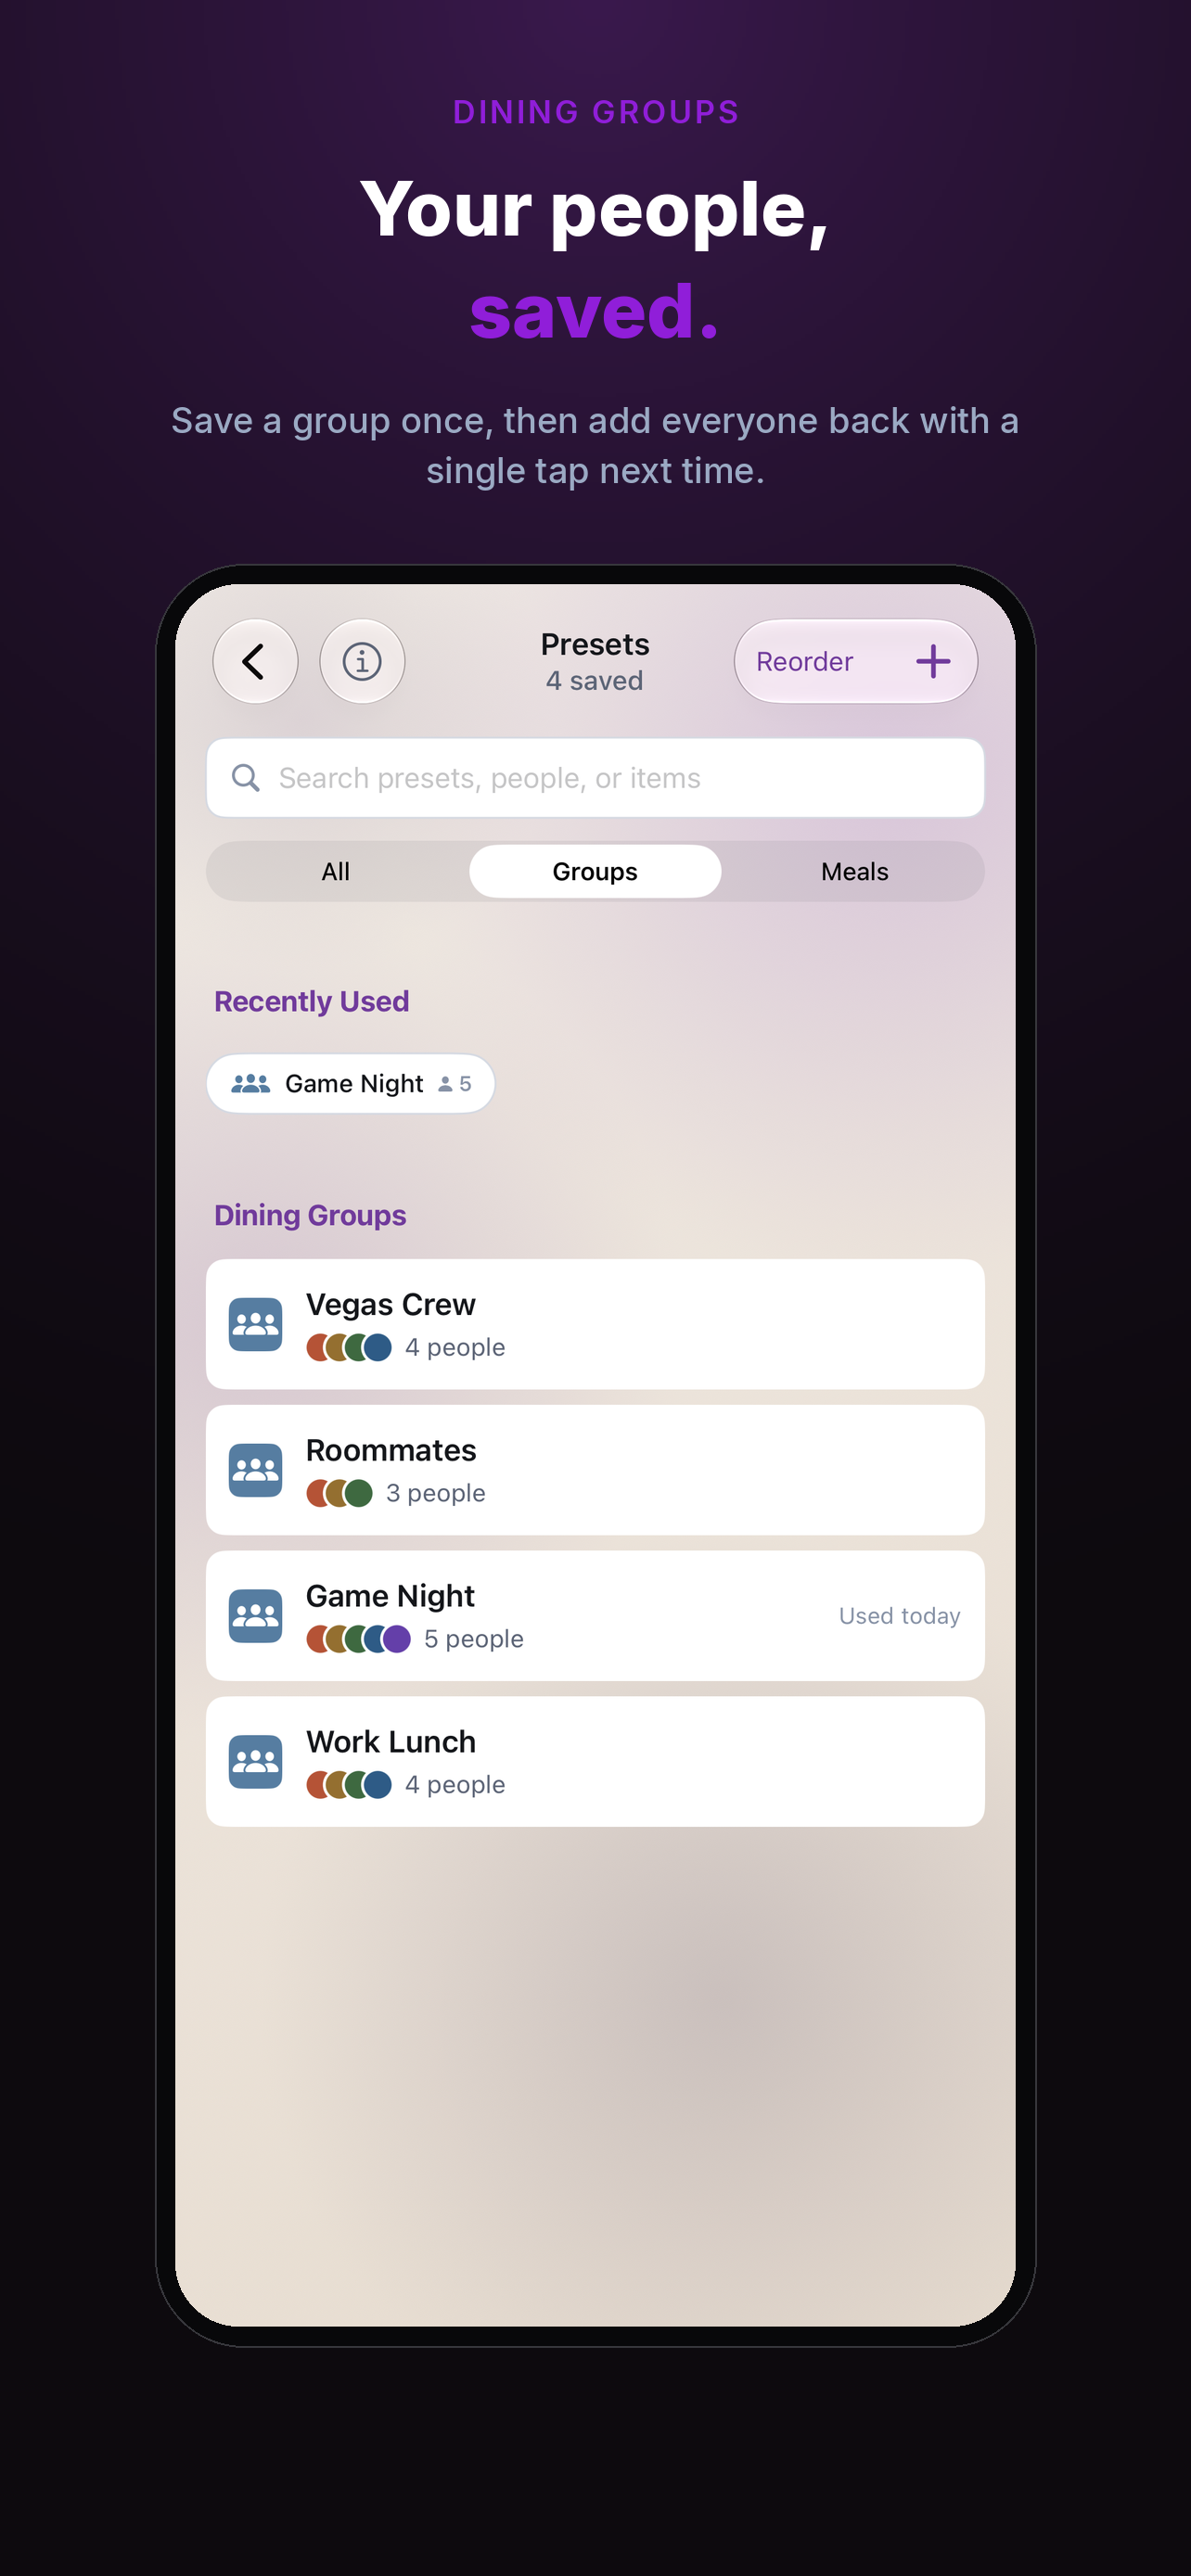 DINING GROUPS
Your people,
saved.
Save a group once, then add everyone back with a
single tap next time.
Presets
4 saved
Reorder
Search presets, people, or items
All
Groups
Meals
Recently Used
Game Night 5
Dining Groups
Vegas Crew
4 people
Roommates
3 people
Game Night
5 people
Used today
Work Lunch
4 people